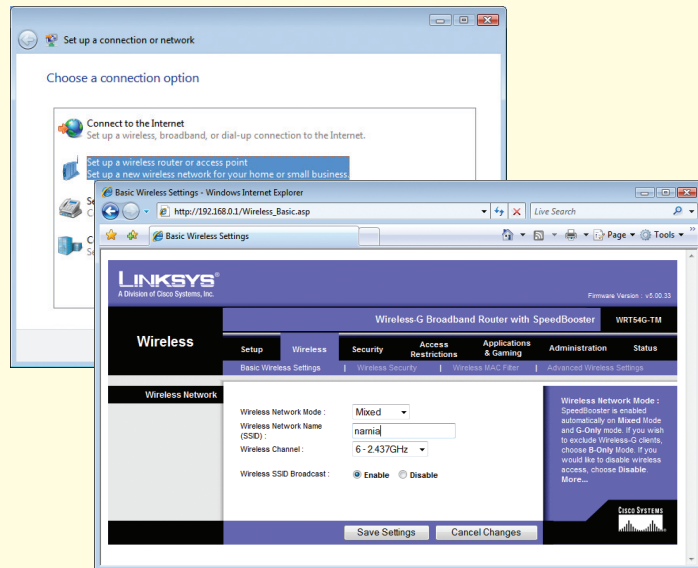 Set up a connection or network
Choose a connection option
Connect to the Internet
Set up a wireless, broadband, or dial-up connection to the Internet.
Set up a wireless router or access point
Set up a new wireless network for your home or small business.
Basic Wireless Settings - Windows Internet Explorer
http://192.168.0.1/Wireless_Basic.asp
Live Search
Basic Wireless Settings
Page
Tools
LINKSYS®
A Division of Cisco Systems, Inc.
Firmware Version : v5.00.33
Wireless-G Broadband Router with SpeedBooster
WRT54G-TM
Wireless
Setup
Wireless
Security
Access
Restrictions
Applications
& Gaming
Administration
Status
Basic Wireless Settings | Wireless Security | Wireless MAC Filter | Advanced Wireless Settings
Wireless Network
Wireless Network Mode :
Mixed
Wireless Network Name
(SSID) :
narnia
Wireless Channel :
6 - 2.437GHz
Wireless SSID Broadcast :
Enable
Disable
Wireless Network Mode :
SpeedBooster is enabled
automatically on Mixed Mode
and G-Only mode. If you wish
to exclude Wireless-G clients,
choose B-Only Mode. If you
would like to disable wireless
access, choose Disable.
More...
CISCO SYSTEMS
Save Settings
Cancel Changes